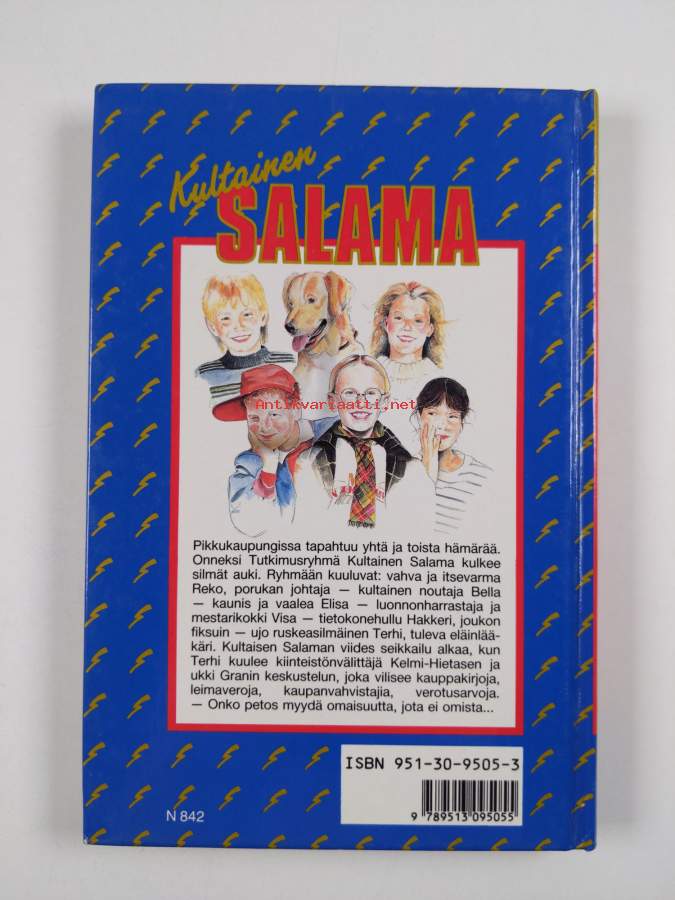 Kultainen
SALAMA
Antikvariaatti.net
Pikkukaupungissa tapahtuu yhtä ja toista hämärää.
Onneksi Tutkimusryhmä Kultainen Salama kulkee
silmät auki. Ryhmään kuuluvat: vahva ja itsevarma
Reko, porukan johtaja — kultainen noutaja Bella
— kaunis ja vaalea Elisa — luonnonharrastaja ja
mestarikokki Visa — tietokonehullu Hakkeri, joukon
fiksuin — ujo ruskeasilmäinen Terhi, tuleva eläinlää-
käri. Kultaisen Salaman viides seikkailu alkaa, kun
Terhi kuulee kiinteistönvälittäjä Kelmi-Hietasen ja
ukki Granin keskustelun, joka vilisee kauppakirjoja,
leimaveroja, kaupanvahvistajia, verotusarvoja.
— Onko petos myydä omaisuutta, jota ei omista...
ISBN 951-30-9505-3
9 789513 095055
N 842